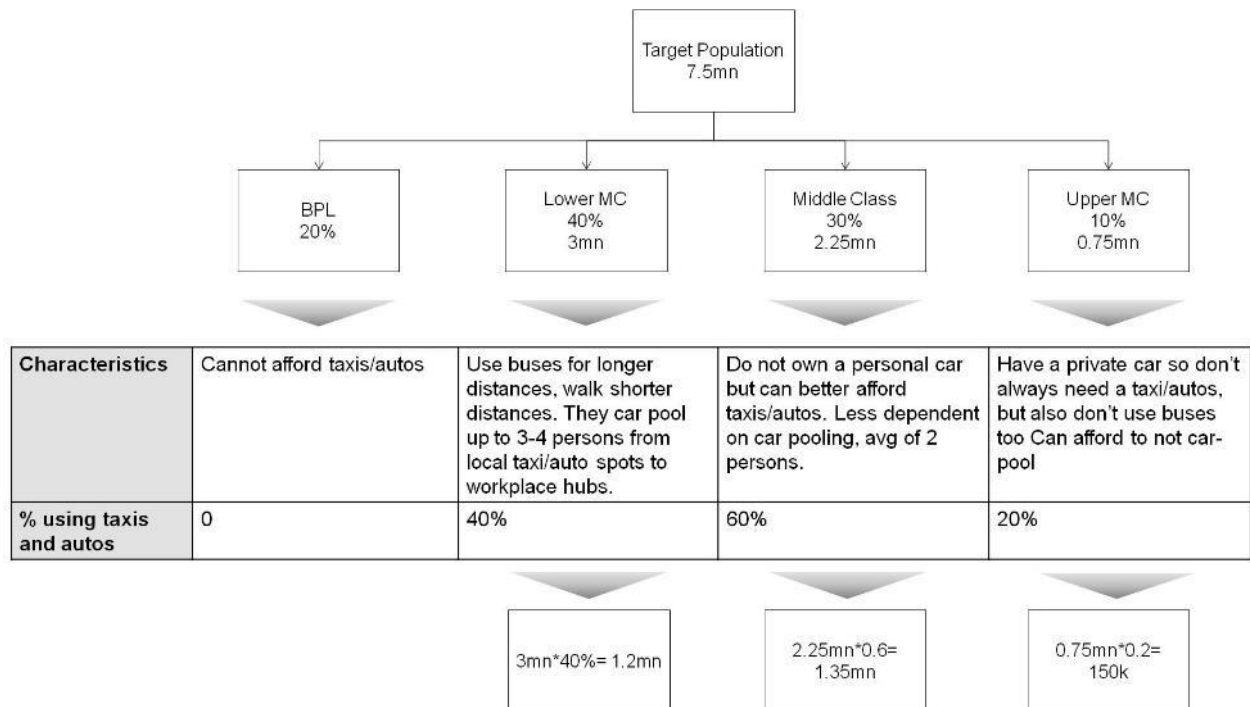 Target Population
7.5mn
BPL
20%
Lower MC
40%
3mn
Middle Class
30%
2.25mn
Upper MC
10%
0.75mn
Characteristics
Cannot afford taxis/autos
Use buses for longer
distances, walk shorter
distances. They car pool
up to 3-4 persons from
local taxi/auto spots to
workplace hubs.
Do not own a personal car
but can better afford
taxis/autos. Less dependent
on car pooling, avg of 2
persons.
Have a private car so don't
always need a taxi/autos,
but also don't use buses
too Can afford to not car-
pool
% using taxis
and autos
0
40%
60%
20%
3mn*40%= 1.2mn
2.25mn*0.6=
1.35mn
0.75mn*0.2=
150k